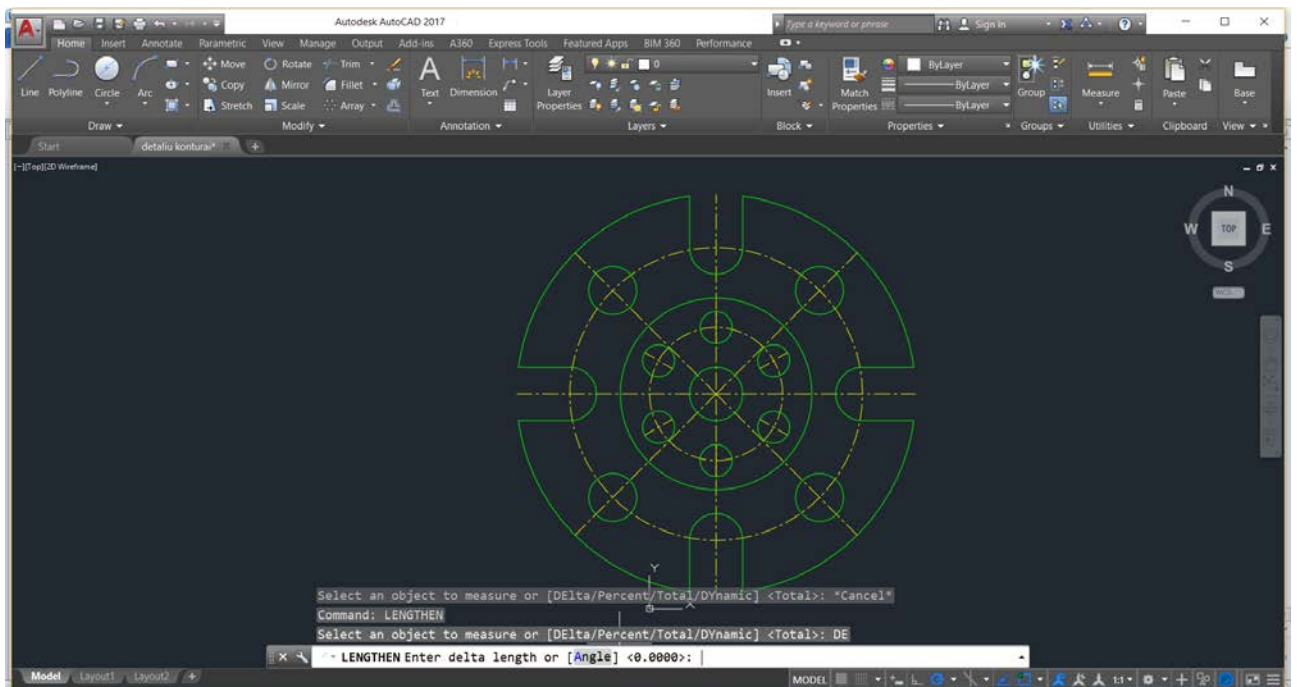 Autodesk AutoCAD 2017
Type a keyword or phrase
Sign In
Home Insert Annotate Parametric View Manage Output Add-ins A360 Express Tools Featured Apps BIM 360 Performance
Line Polyline Circle Arc
Move Rotate Trim
Copy Mirror Fillet
Stretch Scale Array
Text Dimension
Layer Properties
0
Insert
Match Properties
ByLayer
ByLayer
ByLayer
Group
Measure
Paste
Base
Draw Modify Annotation Layers Block Properties Groups Utilities Clipboard View
Start detaliu konturai* +
[−][Top][2D Wireframe]
N
W TOP E
S
Y
X
Select an object to measure or [DElta/Percent/Total/DYnamic] <Total>: *Cancel*
Command: LENGTHEN
Select an object to measure or [DElta/Percent/Total/DYnamic] <Total>: DE
LENGTHEN Enter delta length or [Angle] <0.0000>:
Model Layout1 Layout2 +
MODEL 1:1